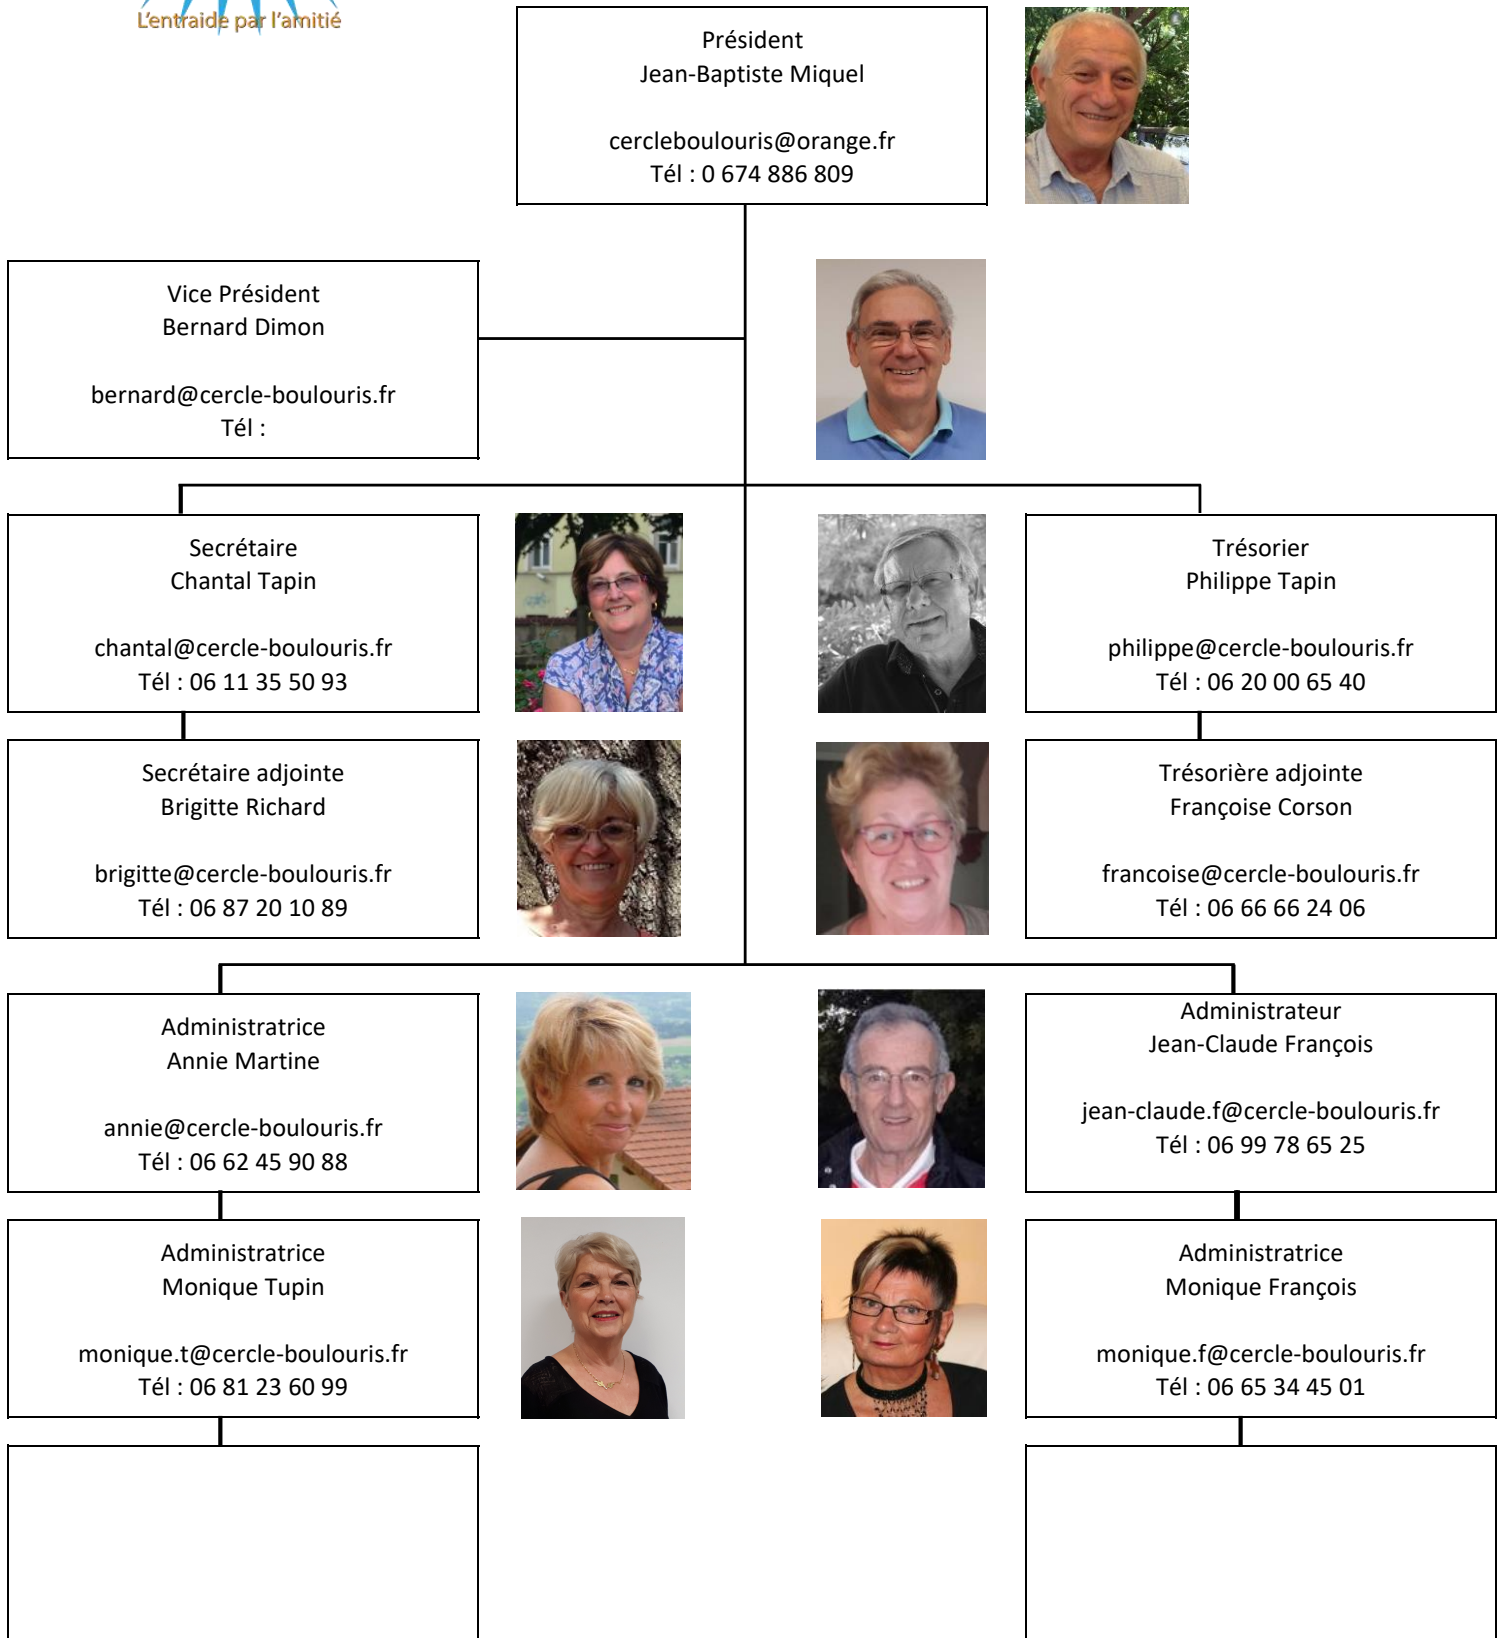 L'entraide par l'amitié
Président
Jean-Baptiste Miquel
cercleboulouris@orange.fr
Tél : 0 674 886 809
Vice Président
Bernard Dimon
bernard@cercle-boulouris.fr
Tél :
Secrétaire
Chantal Tapin
chantal@cercle-boulouris.fr
Tél : 06 11 35 50 93
Trésorier
Philippe Tapin
philippe@cercle-boulouris.fr
Tél : 06 20 00 65 40
Secrétaire adjointe
Brigitte Richard
brigitte@cercle-boulouris.fr
Tél : 06 87 20 10 89
Trésorière adjointe
Françoise Corson
francoise@cercle-boulouris.fr
Tél : 06 66 66 24 06
Administratrice
Annie Martine
annie@cercle-boulouris.fr
Tél : 06 62 45 90 88
Administrateur
Jean-Claude François
jean-claude.f@cercle-boulouris.fr
Tél : 06 99 78 65 25
Administratrice
Monique Tupin
monique.t@cercle-boulouris.fr
Tél : 06 81 23 60 99
Administratrice
Monique François
monique.f@cercle-boulouris.fr
Tél : 06 65 34 45 01